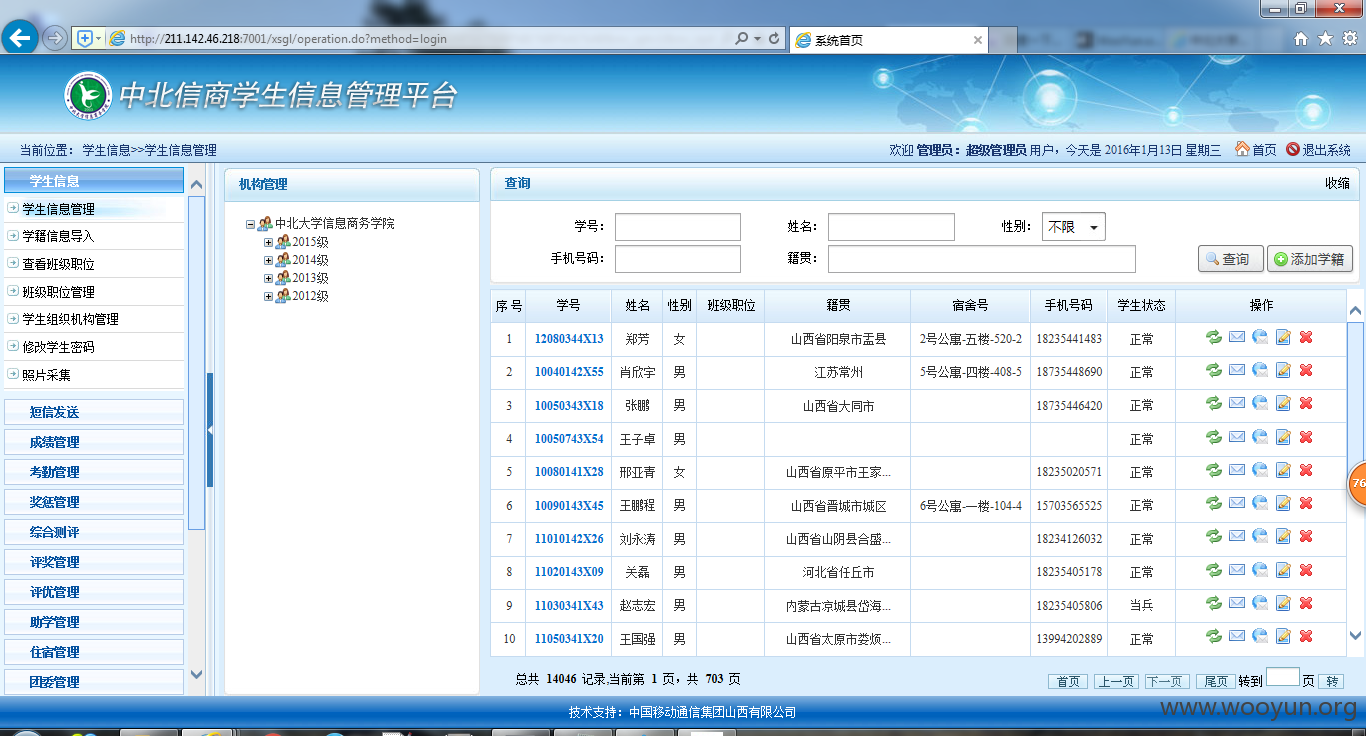 http://211.142.46.218:7001/xsgl/operation.do?method=login
系统首页
中北信商学生信息管理平台
当前位置： 学生信息>>学生信息管理
欢迎 管理员：超级管理员 用户，今天是 2016年1月13日 星期三 首页 退出系统
学生信息
学生信息管理
学籍信息导入
查看班级职位
班级职位管理
学生组织机构管理
修改学生密码
照片采集
短信发送
成绩管理
考勤管理
奖惩管理
综合测评
评奖管理
评优管理
助学管理
住宿管理
团委管理
机构管理
中北大学信息商务学院
2015级
2014级
2013级
2012级
查询 收缩
学号： 姓名： 性别： 不限
手机号码： 籍贯： 查询 添加学籍
序 号 学号 姓名 性别 班级职位 籍贯 宿舍号 手机号码 学生状态 操作
1 12080344X13 郑芳 女 山西省阳泉市盂县 2号公寓-五楼-520-2 18235441483 正常
2 10040142X55 肖欣宇 男 江苏常州 5号公寓-四楼-408-5 18735448690 正常
3 10050343X18 张鹏 男 山西省大同市 18735446420 正常
4 10050743X54 王子卓 男 正常
5 10080141X28 邢亚青 女 山西省原平市王家... 18235020571 正常
6 10090143X45 王鹏程 男 山西省晋城市城区 6号公寓-一楼-104-4 15703565525 正常
7 11010142X26 刘永涛 男 山西省山阴县合盛... 18234126032 正常
8 11020143X09 关磊 男 河北省任丘市 18235405178 正常
9 11030341X43 赵志宏 男 内蒙古凉城县岱海... 18235405806 当兵
10 11050341X20 王国强 男 山西省太原市娄烦... 13994202889 正常
总共 14046 记录,当前第 1 页，共 703 页
首页 上一页 下一页 尾页 转到 页 转
技术支持：中国移动通信集团山西有限公司
www.wooyun.org
76